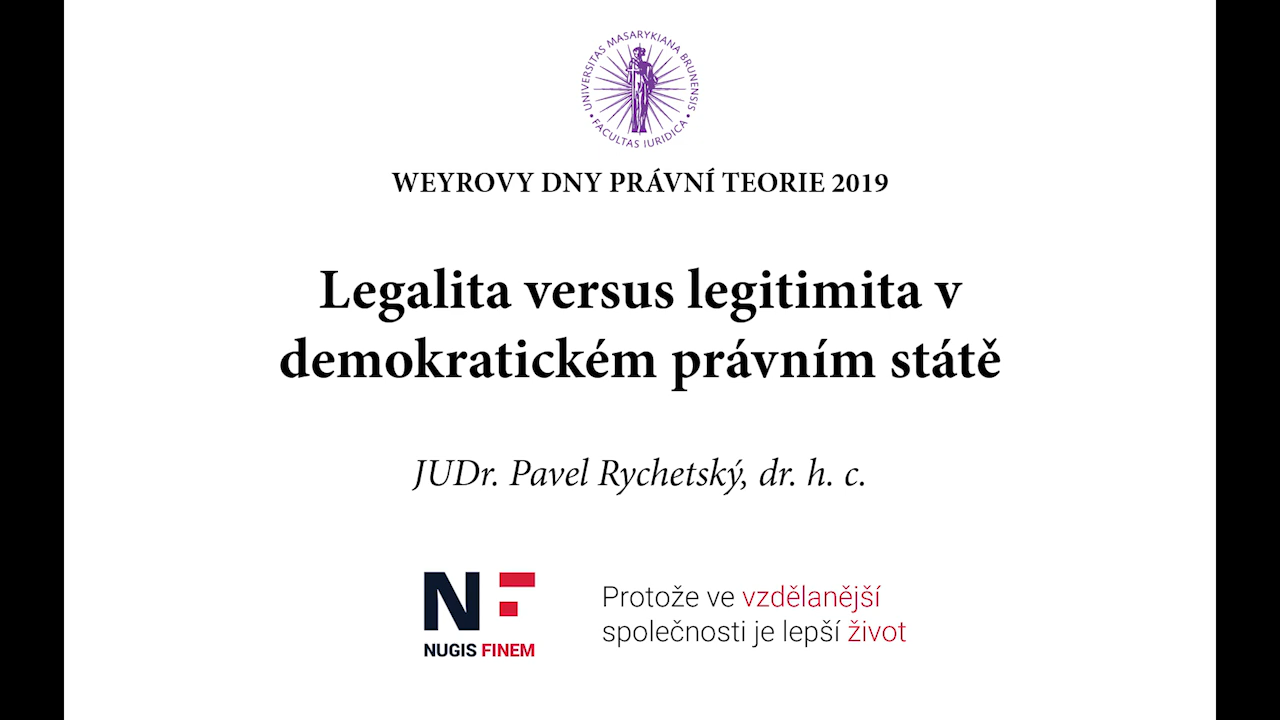 UNIVERSITAS MASARYKIANA BRUNENSIS
• FACULTAS IURIDICA •
WEYROVY DNY PRÁVNÍ TEORIE 2019
Legalita versus legitimita v
demokratickém právním státě
JUDr. Pavel Rychetský, dr. h. c.
NF
NUGIS FINEM
Protože ve vzdělanější
společnosti je lepší život